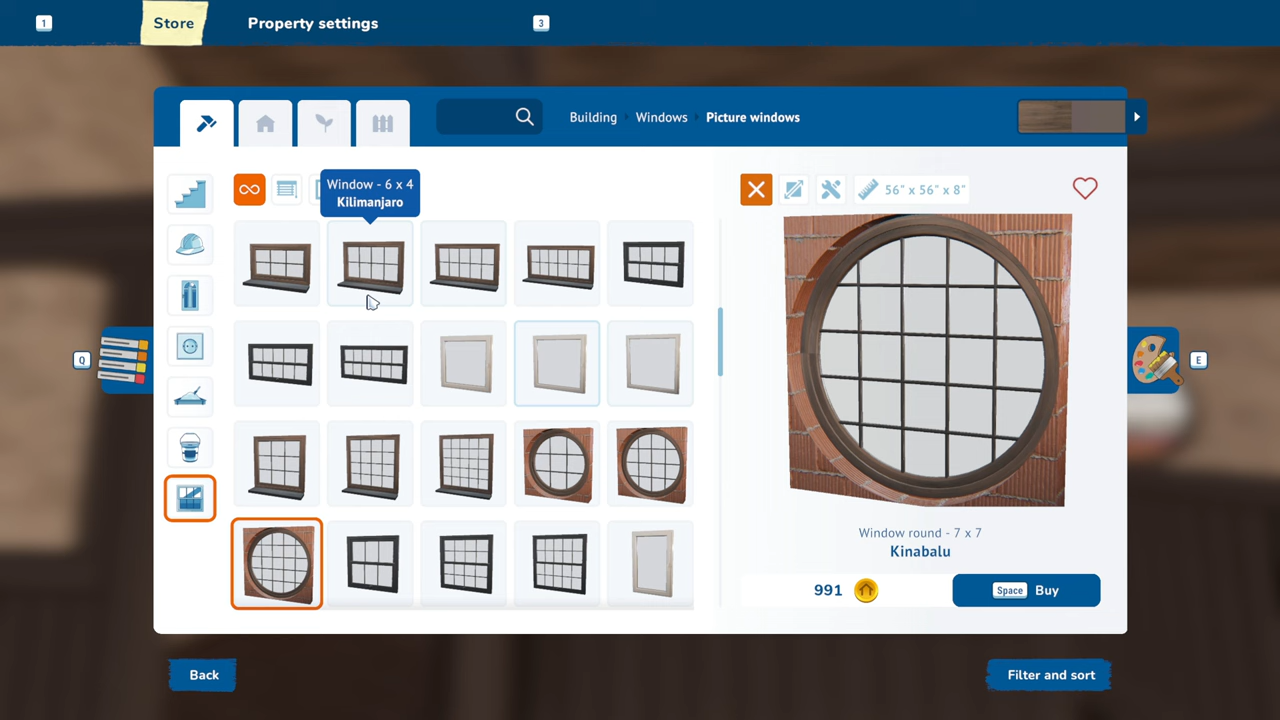 1
Store
Property settings
3
Building
Windows
Picture windows
Window - 6 x 4
Kilimanjaro
56" x 56" x 8"
Q
E
Window round - 7 x 7
Kinabalu
991
Space
Buy
Back
Filter and sort